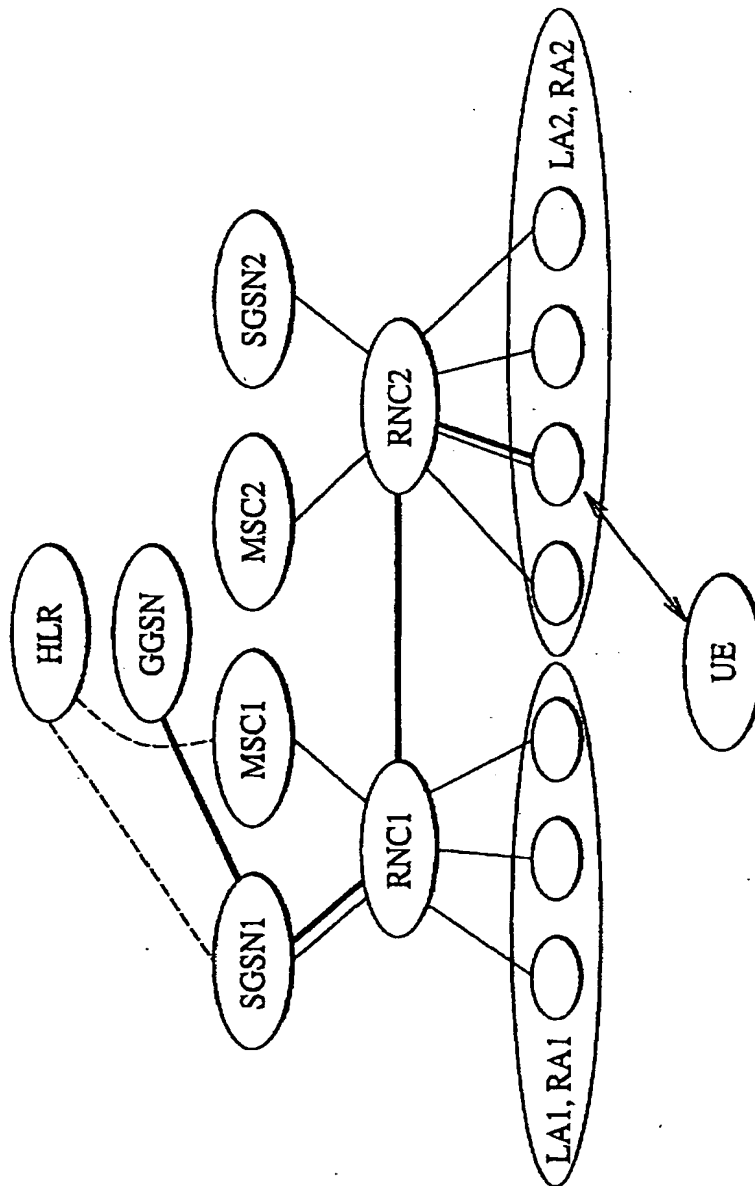 HLR
GGSN
SGSN1
MSC1
MSC2
SGSN2
RNC1
RNC2
LA1, RA1
LA2, RA2
UE